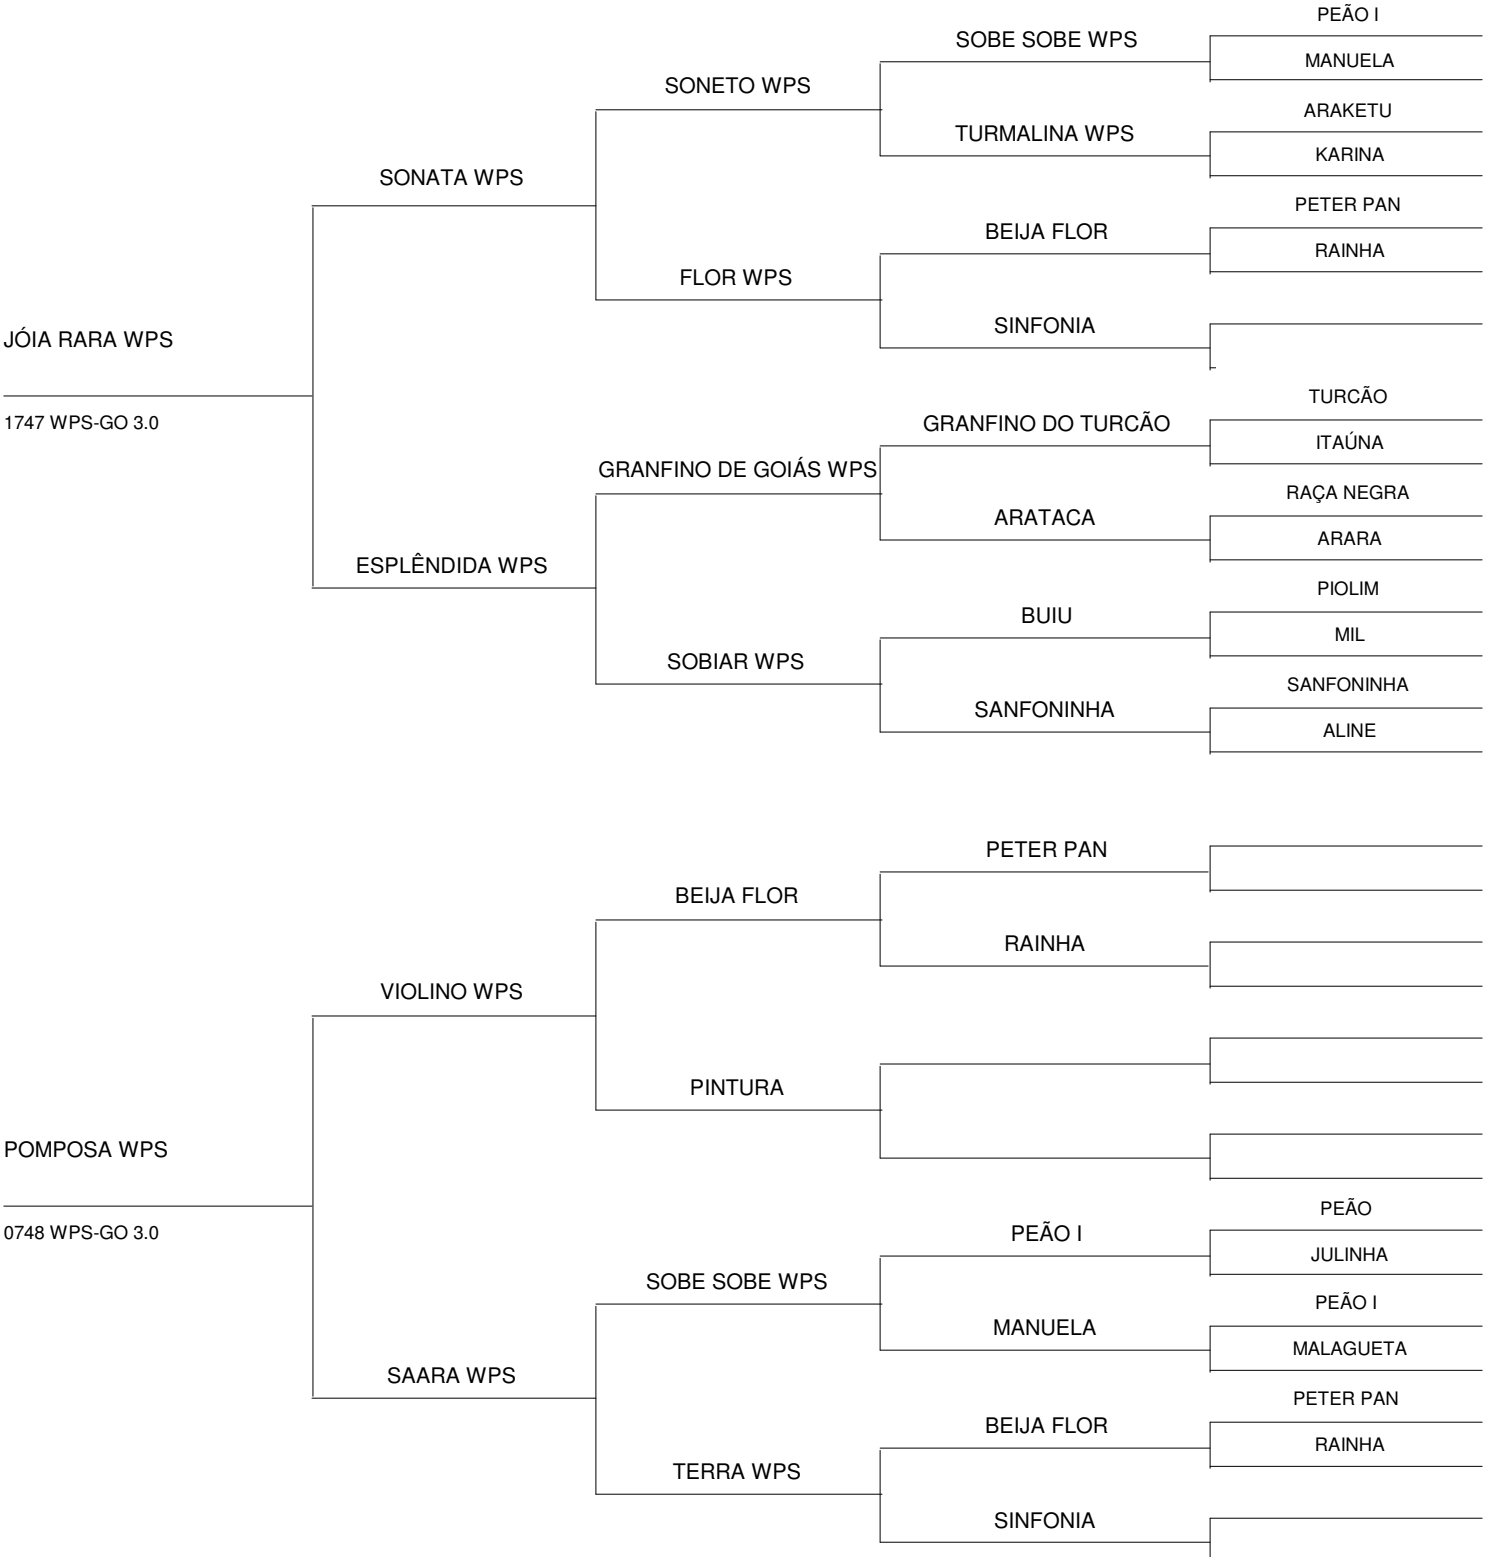 PEÃO I
SOBE SOBE WPS
MANUELA
SONETO WPS
ARAKETU
TURMALINA WPS
KARINA
SONATA WPS
PETER PAN
BEIJA FLOR
RAINHA
FLOR WPS
SINFONIA
JÓIA RARA WPS
TURCÃO
1747 WPS-GO 3.0
GRANFINO DO TURCÃO
ITAÚNA
GRANFINO DE GOIÁS WPS
RAÇA NEGRA
ARATACA
ARARA
ESPLÊNDIDA WPS
PIOLIM
BUIU
MIL
SOBIAR WPS
SANFONINHA
SANFONINHA
ALINE
PETER PAN
BEIJA FLOR
RAINHA
VIOLINO WPS
PINTURA
POMPOSA WPS
PEÃO
0748 WPS-GO 3.0
PEÃO I
JULINHA
SOBE SOBE WPS
PEÃO I
MANUELA
MALAGUETA
SAARA WPS
PETER PAN
BEIJA FLOR
RAINHA
TERRA WPS
SINFONIA